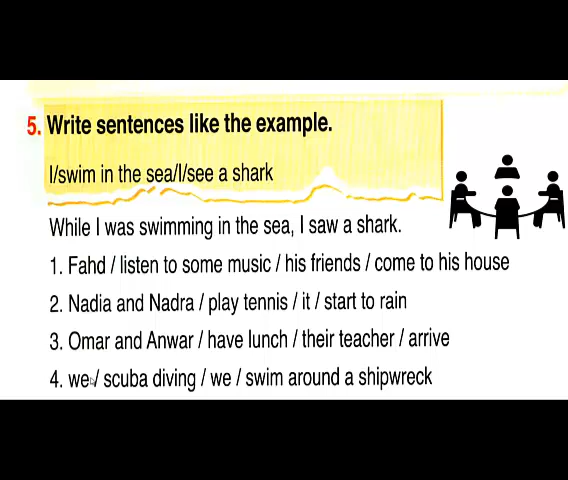 5. Write sentences like the example.
I/swim in the sea/I/see a shark
While I was swimming in the sea, I saw a shark.
1. Fahd / listen to some music / his friends / come to his house
2. Nadia and Nadra / play tennis / it / start to rain
3. Omar and Anwar / have lunch / their teacher / arrive
4. we / scuba diving / we / swim around a shipwreck